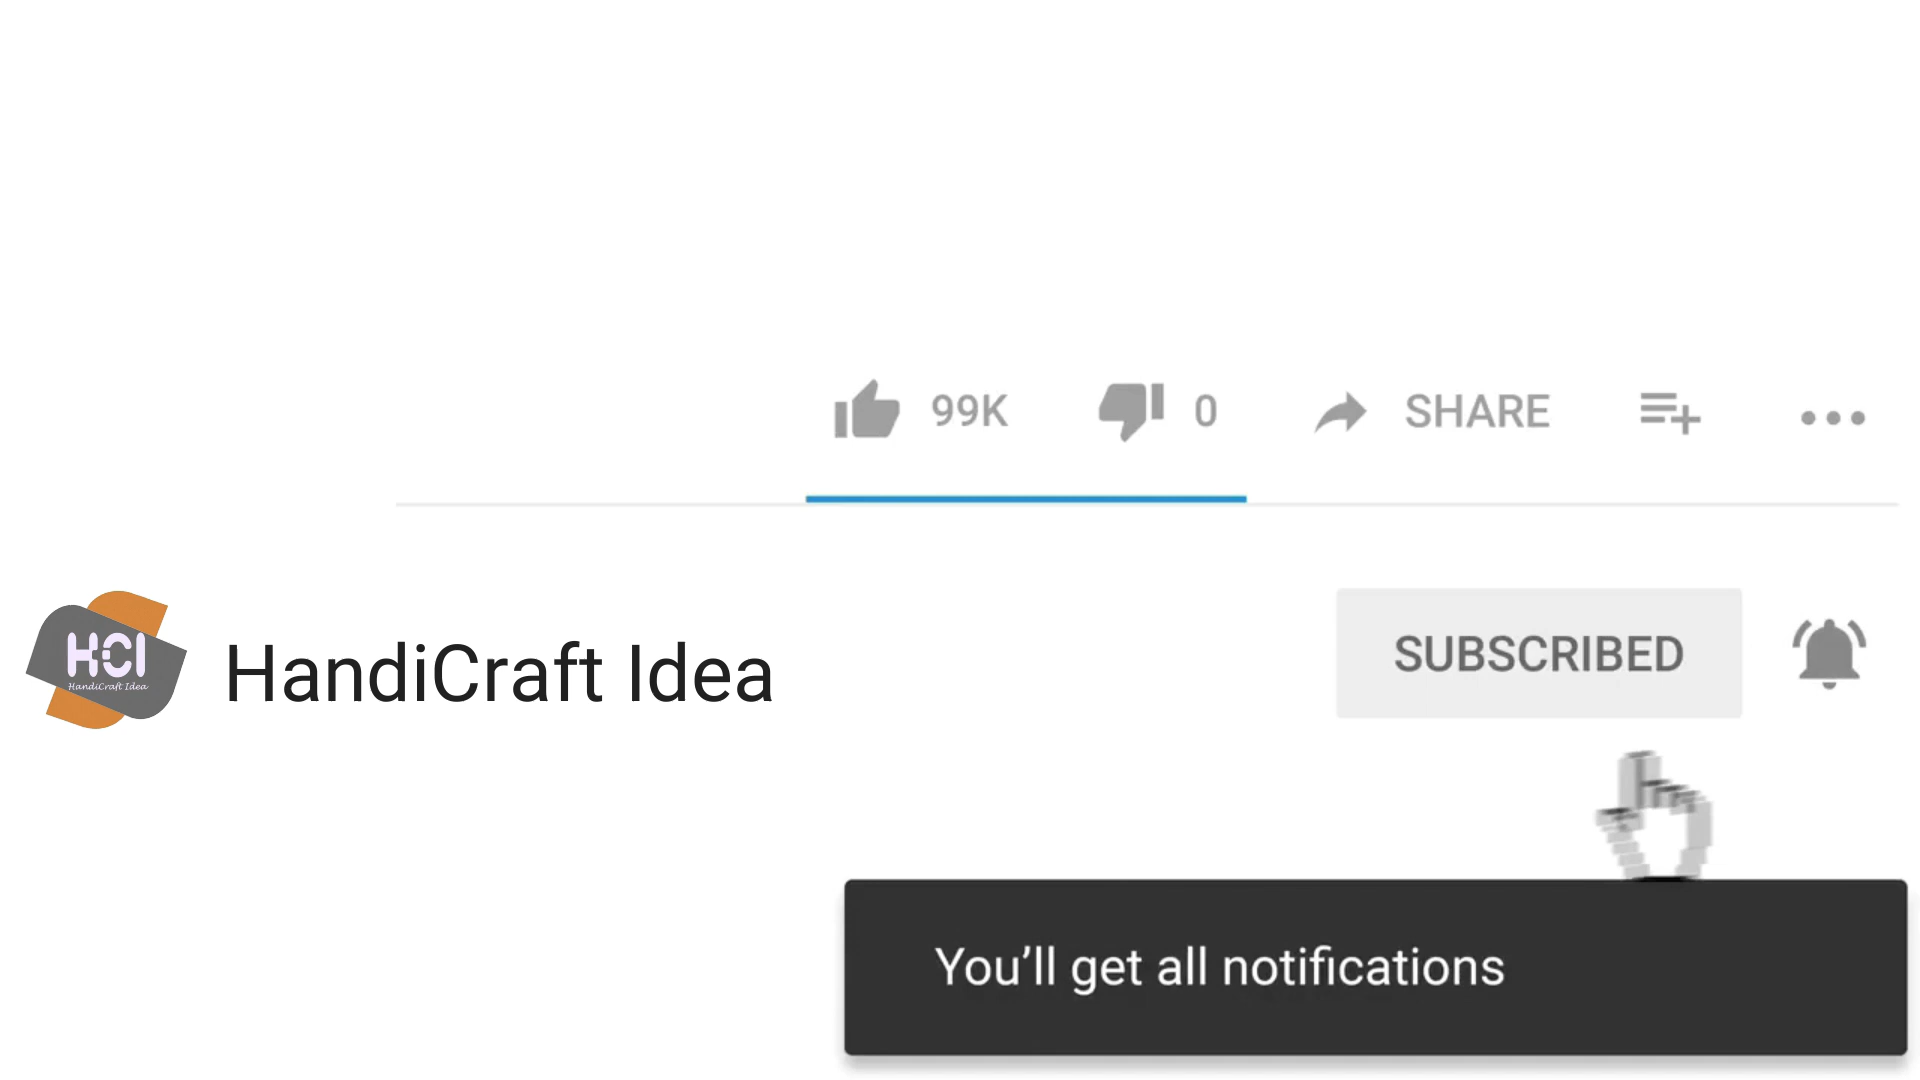 99K 0 SHARE
HCI
HandiCraft Idea
HandiCraft Idea
SUBSCRIBED
You’ll get all notifications